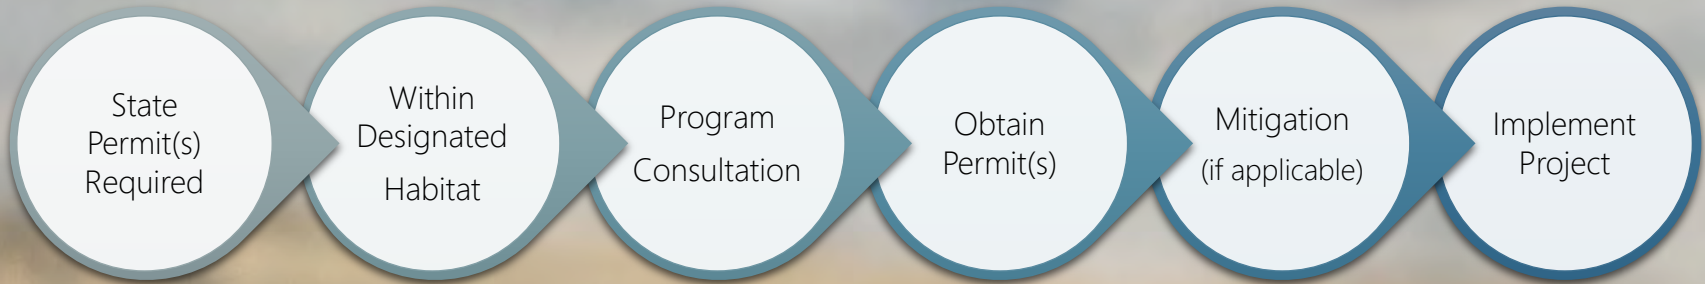 State
Permit(s)
Required
Within
Designated
Habitat
Program
Consultation
Obtain
Permit(s)
Mitigation
(if applicable)
Implement
Project